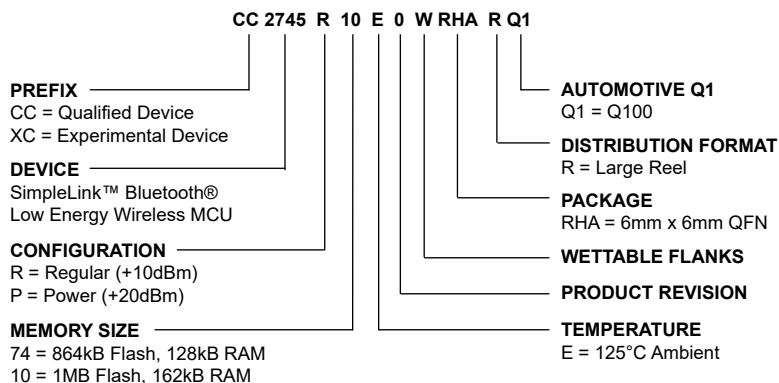 CC 2745 R 10 E 0 W RHA R Q1
PREFIX
CC = Qualified Device
XC = Experimental Device
DEVICE
SimpleLink™ Bluetooth®
Low Energy Wireless MCU
CONFIGURATION
R = Regular (+10dBm)
P = Power (+20dBm)
MEMORY SIZE
74 = 864kB Flash, 128kB RAM
10 = 1MB Flash, 162kB RAM
AUTOMOTIVE Q1
Q1 = Q100
DISTRIBUTION FORMAT
R = Large Reel
PACKAGE
RHA = 6mm x 6mm QFN
WETTABLE FLANKS
PRODUCT REVISION
TEMPERATURE
E = 125°C Ambient